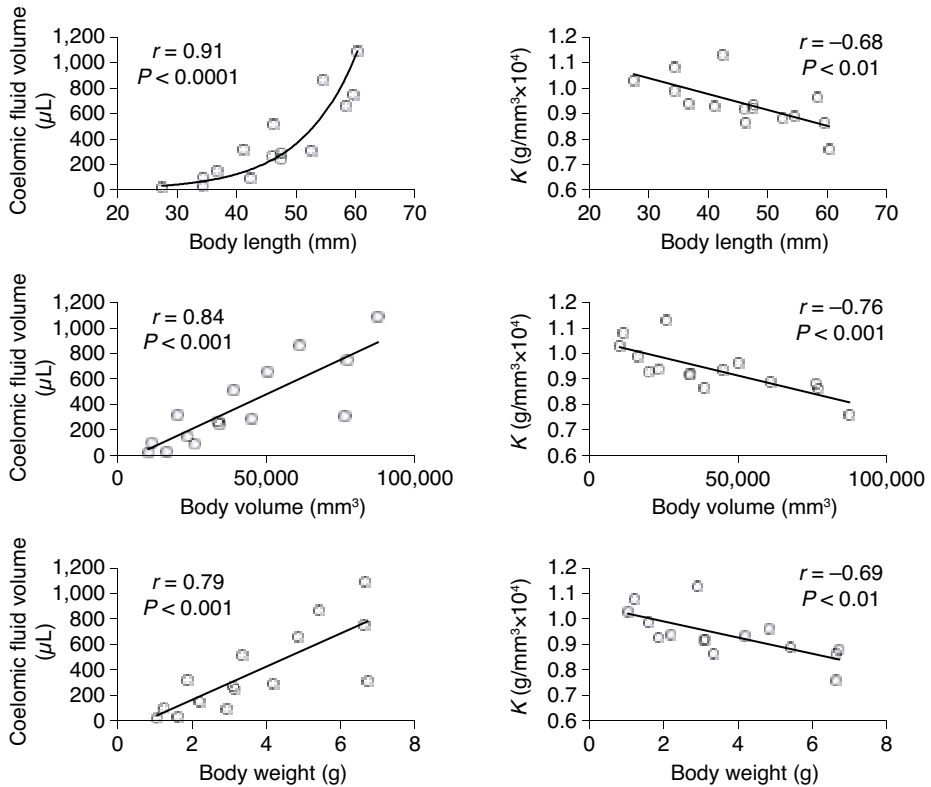 Coelomic fluid volume
(µL)
1,200
1,000
800
600
400
200
0
r = 0.91
P < 0.0001
20 30 40 50 60 70
Body length (mm)
K (g/mm³×10⁴)
1.2
1.1
1.0
0.9
0.8
0.7
0.6
r = –0.68
P < 0.01
20 30 40 50 60 70
Body length (mm)
Coelomic fluid volume
(µL)
1,200
1,000
800
600
400
200
0
r = 0.84
P < 0.001
0 50,000 100,000
Body volume (mm³)
K (g/mm³×10⁴)
1.2
1.1
1.0
0.9
0.8
0.7
0.6
r = –0.76
P < 0.001
0 50,000 100,000
Body volume (mm³)
Coelomic fluid volume
(µL)
1,200
1,000
800
600
400
200
0
r = 0.79
P < 0.001
0 2 4 6 8
Body weight (g)
K (g/mm³×10⁴)
1.2
1.1
1.0
0.9
0.8
0.7
0.6
r = –0.69
P < 0.01
0 2 4 6 8
Body weight (g)